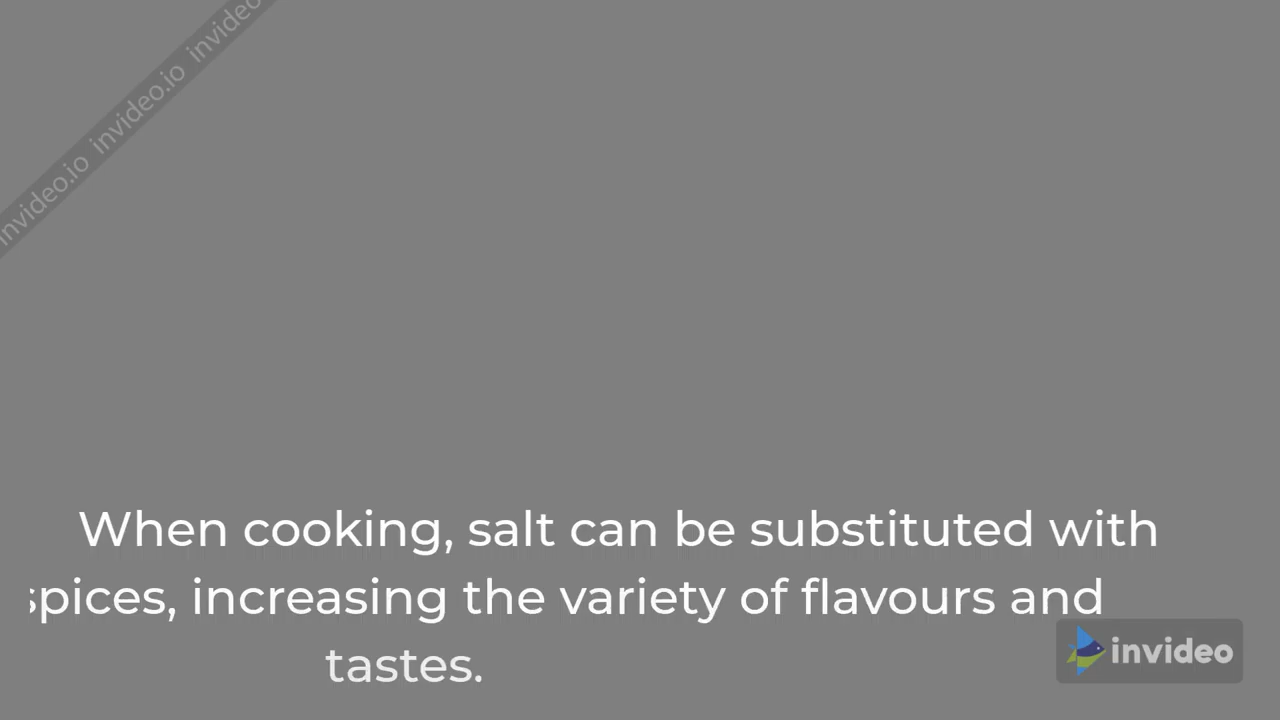 invideo.io invideo.io invideo
When cooking, salt can be substituted with
spices, increasing the variety of flavours and
tastes.
invideo